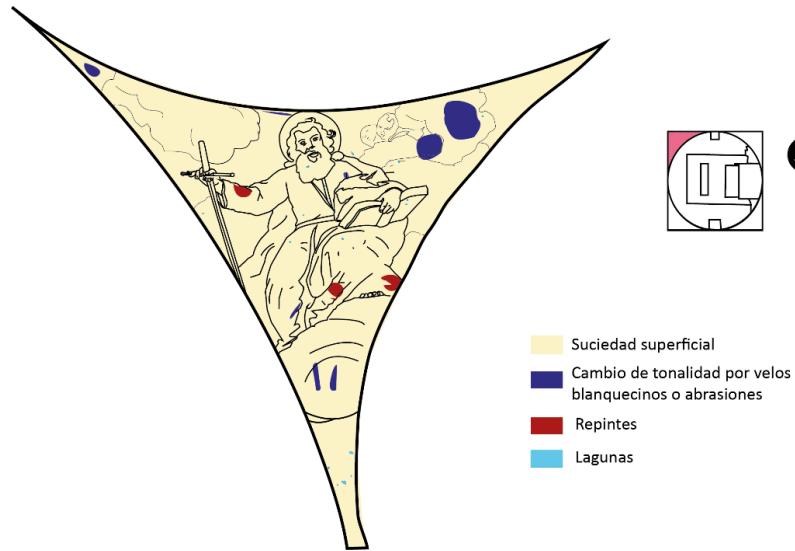 Suciedad superficial
Cambio de tonalidad por velos
blanquecinos o abrasiones
Repintes
Lagunas